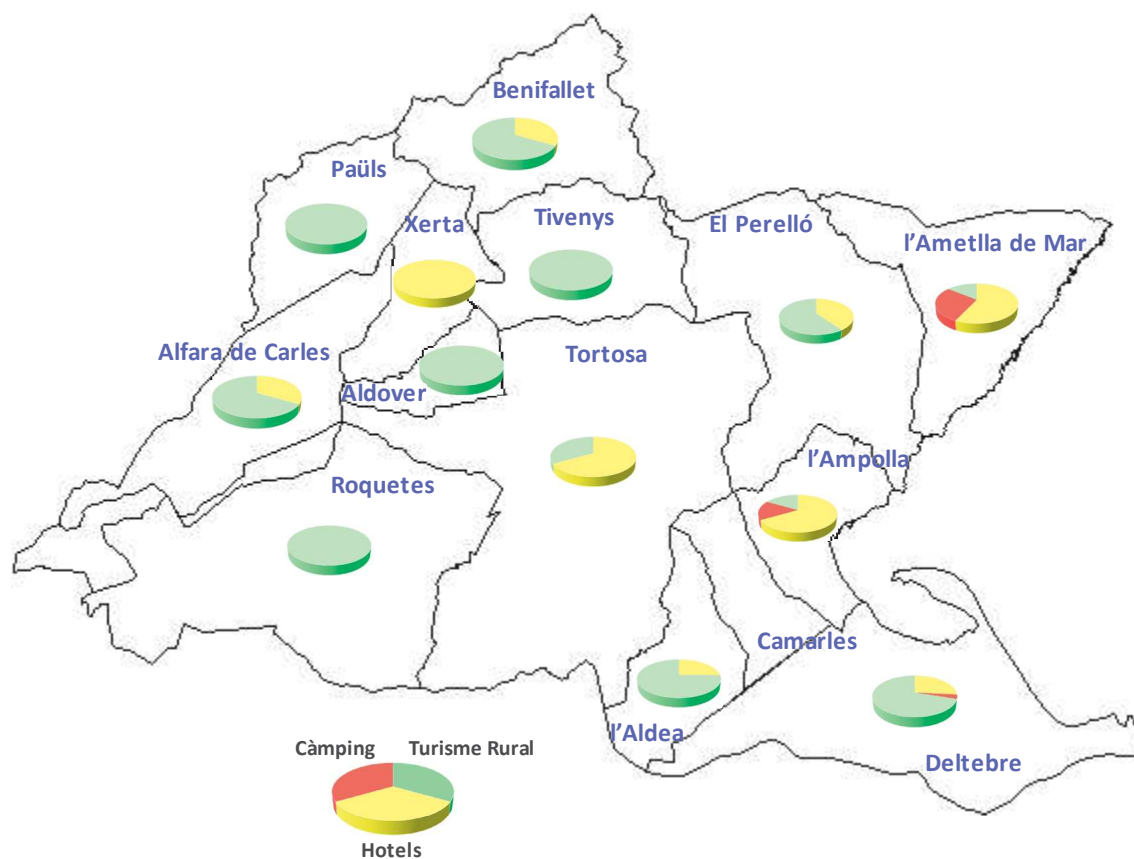 Benifallet
Paüls
Xerta
Tivenys
El Perelló
l'Ametlla de Mar
Alfara de Carles
Tortosa
Aldover
l'Ampolla
Roquetes
Camarles
l'Aldea
Deltebre
Càmping
Turisme Rural
Hotels